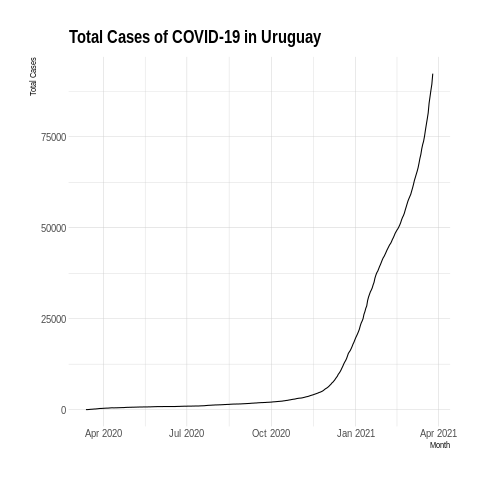 Total Cases of COVID-19 in Uruguay
Total Cases
75000
50000
25000
0
Apr 2020 Jul 2020 Oct 2020 Jan 2021 Apr 2021
Month